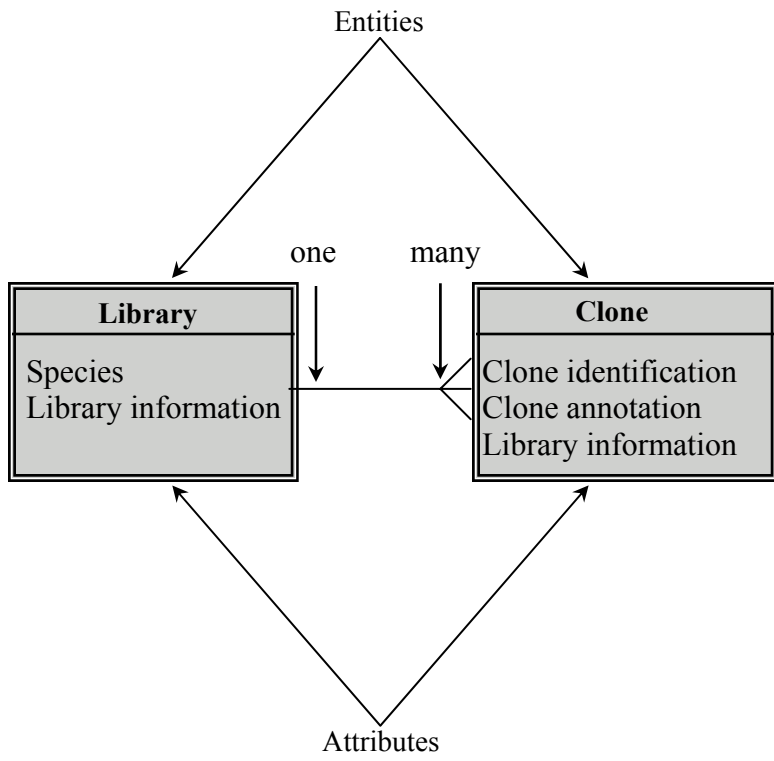 Entities
one
many
Library
Species
Library information
Clone
Clone identification
Clone annotation
Library information
Attributes